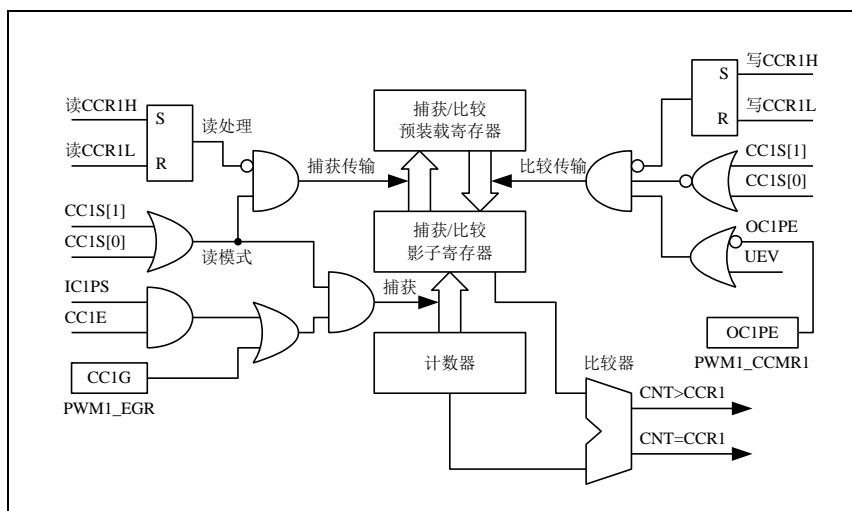 读CCR1H
S
读处理
读CCR1L
R
捕获/比较
预装载寄存器
S
写CCR1H
R
写CCR1L
捕获传输
比较传输
CC1S[1]
CC1S[0]
CC1S[1]
CC1S[0]
读模式
捕获/比较
影子寄存器
OC1PE
UEV
IC1PS
CC1E
捕获
CC1G
PWM1_EGR
计数器
比较器
OC1PE
PWM1_CCMR1
CNT>CCR1
CNT=CCR1